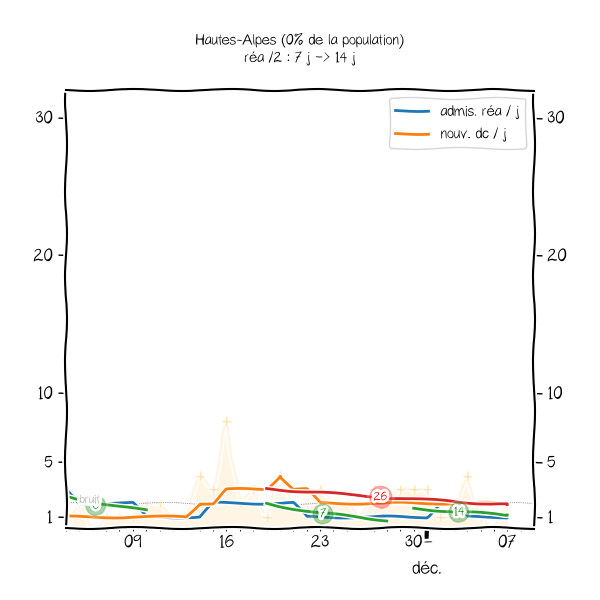 Hautes-Alpes (0% de la population)
réa /2 : 7 j -> 14 j
admis. réa / j
nouv. dc / j
30 30
20 20
10 10
5 5
1 1
bruit
26
7
14
09 16 23 30 07
déc.